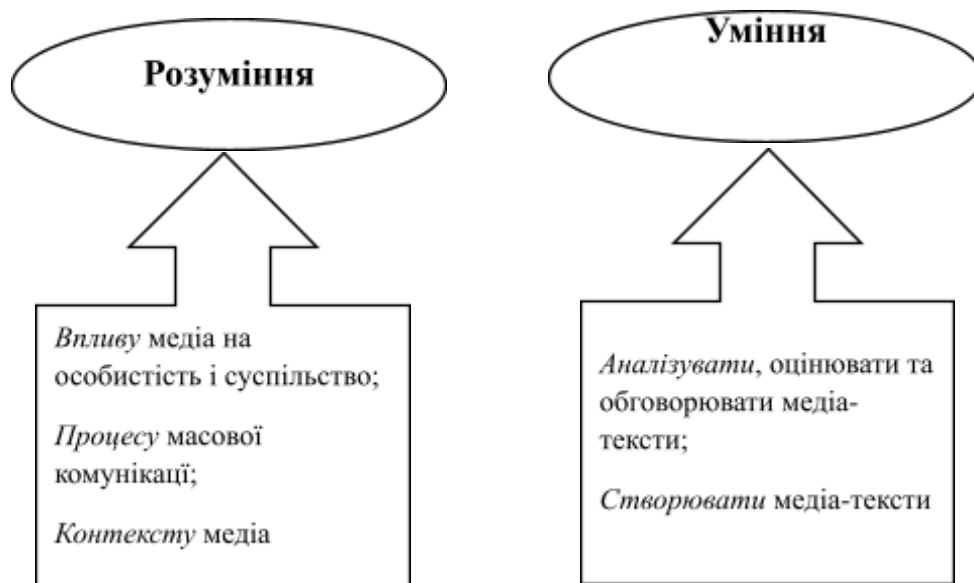 Розуміння
Впливу медіа на
особистість і суспільство;
Процесу масової
комунікацї;
Контексту медіа
Уміння
Аналізувати, оцінювати та
обговорювати медіа-
тексти;
Створювати медіа-тексти